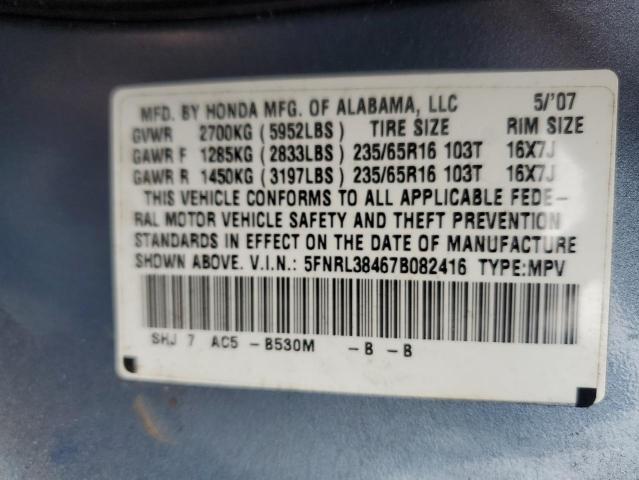 MFD. BY HONDA MFG. OF ALABAMA, LLC 5/'07
GVWR 2700KG (5952LBS) TIRE SIZE RIM SIZE
GAWR F 1285KG (2833LBS) 235/65R16 103T 16X7J
GAWR R 1450KG (3197LBS) 235/65R16 103T 16X7J
THIS VEHICLE CONFORMS TO ALL APPLICABLE FEDE-
RAL MOTOR VEHICLE SAFETY AND THEFT PREVENTION
STANDARDS IN EFFECT ON THE DATE OF MANUFACTURE
SHOWN ABOVE. V.I.N.: 5FNRL38467B082416 TYPE:MPV
SHJ 7 AC5 -B530M -B -B